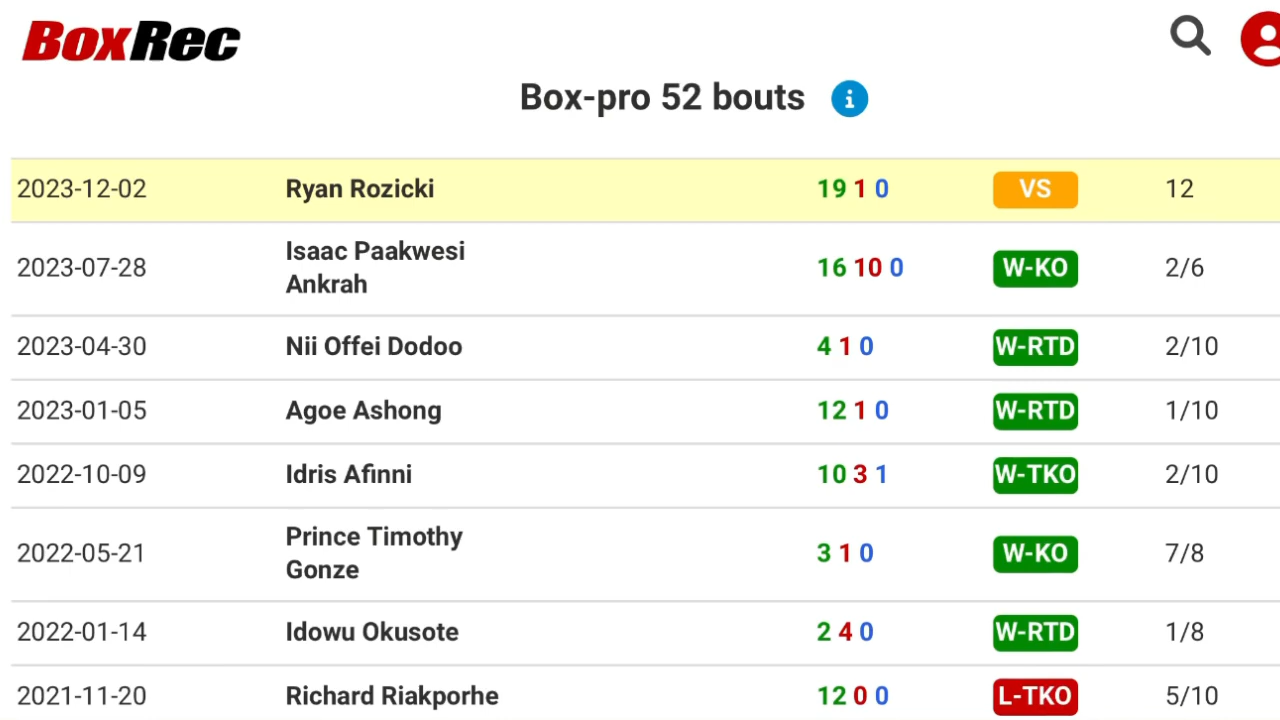 BoxRec
Box-pro 52 bouts
2023-12-02 Ryan Rozicki 19 1 0 VS 12
2023-07-28 Isaac Paakwesi Ankrah 16 10 0 W-KO 2/6
2023-04-30 Nii Offei Dodoo 4 1 0 W-RTD 2/10
2023-01-05 Agoe Ashong 12 1 0 W-RTD 1/10
2022-10-09 Idris Afinni 10 3 1 W-TKO 2/10
2022-05-21 Prince Timothy Gonze 3 1 0 W-KO 7/8
2022-01-14 Idowu Okusote 2 4 0 W-RTD 1/8
2021-11-20 Richard Riakporhe 12 0 0 L-TKO 5/10